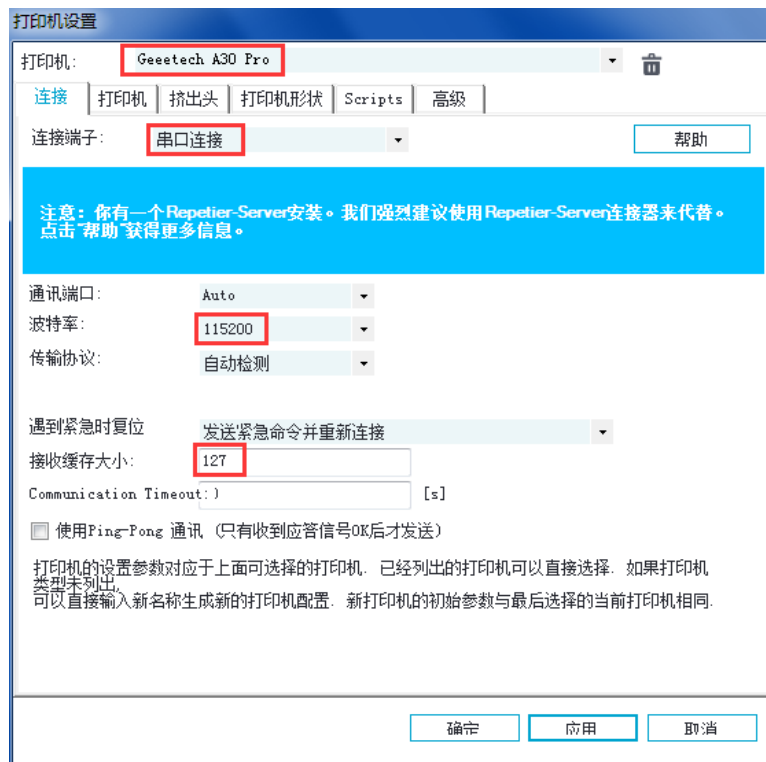 打印机设置
打印机: Geeetech A30 Pro
连接 打印机 挤出头 打印机形状 Scripts 高级
连接端子: 串口连接 帮助
注意：你有一个Repetier-Server安装。我们强烈建议使用Repetier-Server连接器来代替。
点击"帮助"获得更多信息。
通讯端口: Auto
波特率: 115200
传输协议: 自动检测
遇到紧急时复位 发送紧急命令并重新连接
接收缓存大小: 127
Communication Timeout:) [s]
使用Ping-Pong 通讯 (只有收到应答信号OK后才发送)
打印机的设置参数对应于上面可选择的打印机. 已经列出的打印机可以直接选择. 如果打印机
类型未列出,
可以直接输入新名称生成新的打印机配置. 新打印机的初始参数与最后选择的当前打印机相同.
确定 应用 取消